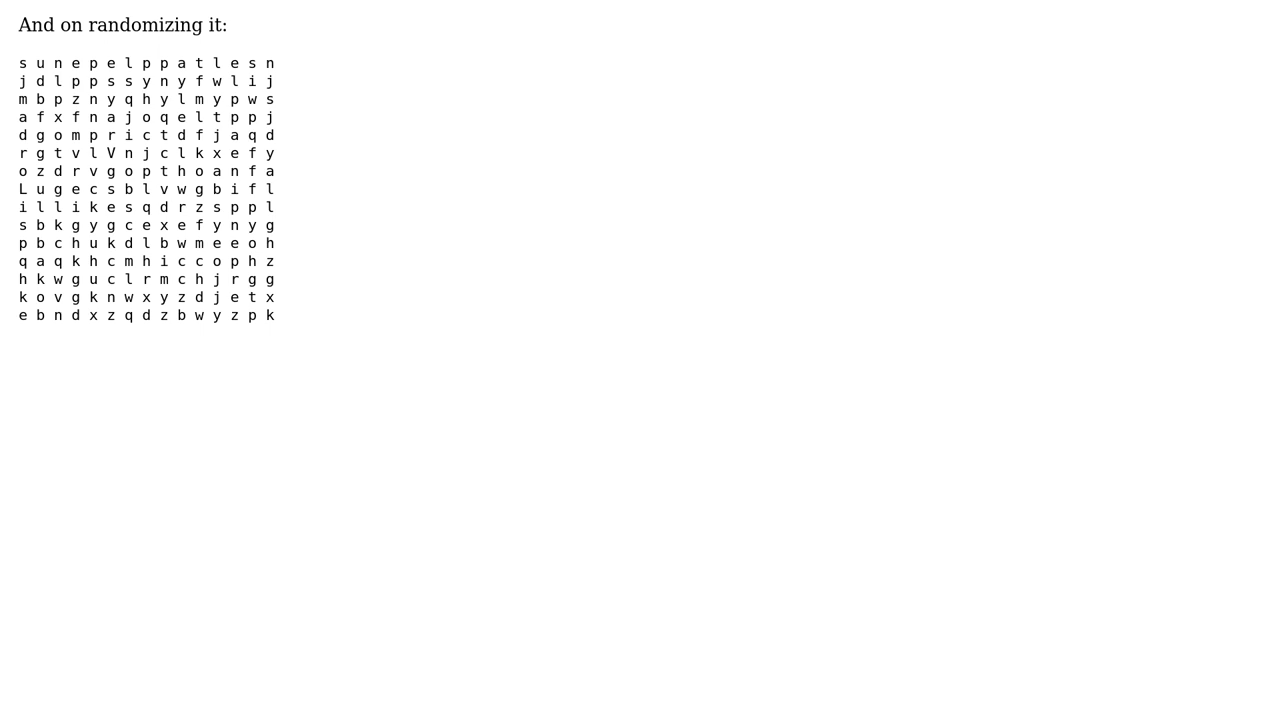 And on randomizing it:
s u n e p e l p p a t l e s n
j d l p p s s y n y f w l i j
m b p z n y q h y l m y p w s
a f x f n a j o q e l t p p j
d g o m p r i c t d f j a q d
r g t v l V n j c l k x e f y
o z d r v g o p t h o a n f a
L u g e c s b l v w g b i f l
i l l i k e s q d r z s p p l
s b k g y g c e x e f y n y g
p b c h u k d l b w m e e o h
q a q k h c m h i c c o p h z
h k w g u c l r m c h j r g g
k o v g k n w x y z d j e t x
e b n d x z q d z b w y z p k